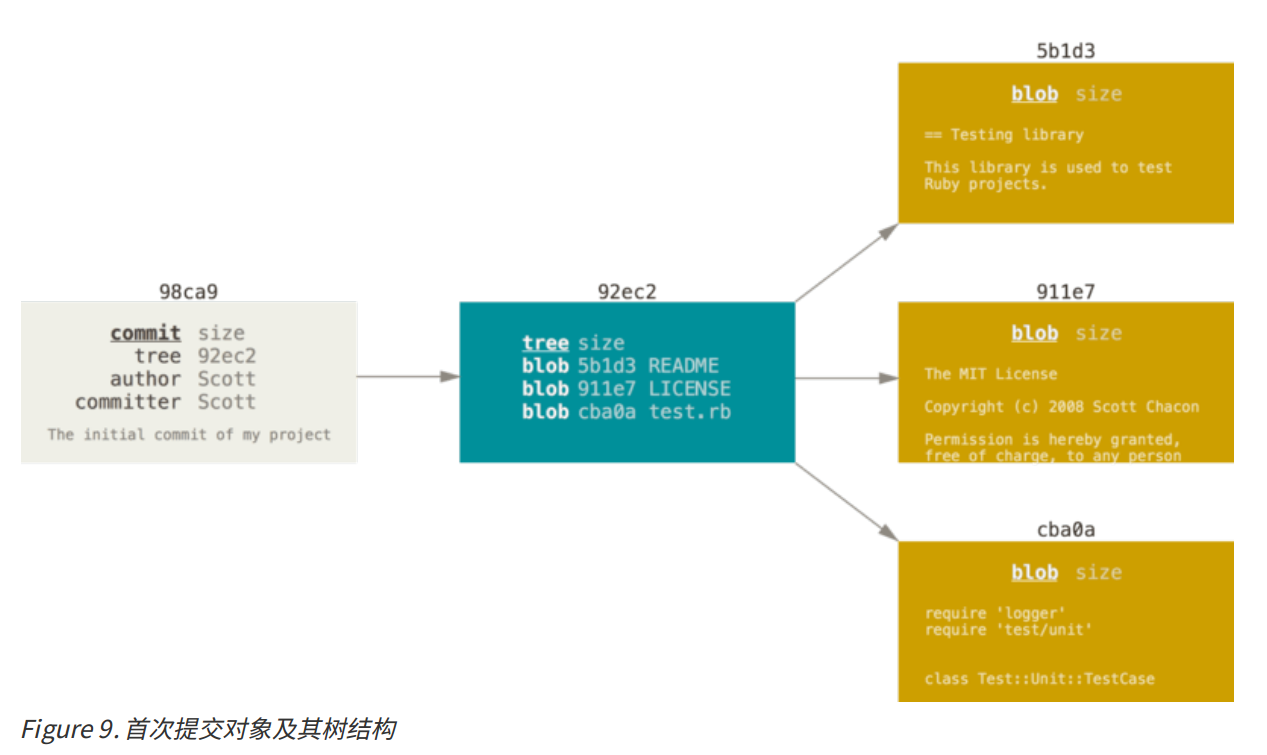 98ca9
commit size
tree 92ec2
author Scott
committer Scott
The initial commit of my project
92ec2
tree size
blob 5b1d3 README
blob 911e7 LICENSE
blob cba0a test.rb
5b1d3
blob size
== Testing library
This library is used to test
Ruby projects.
911e7
blob size
The MIT License
Copyright (c) 2008 Scott Chacon
Permission is hereby granted,
free of charge, to any person
cba0a
blob size
require 'logger'
require 'test/unit'
class Test::Unit::TestCase
Figure 9. 首次提交对象及其树结构